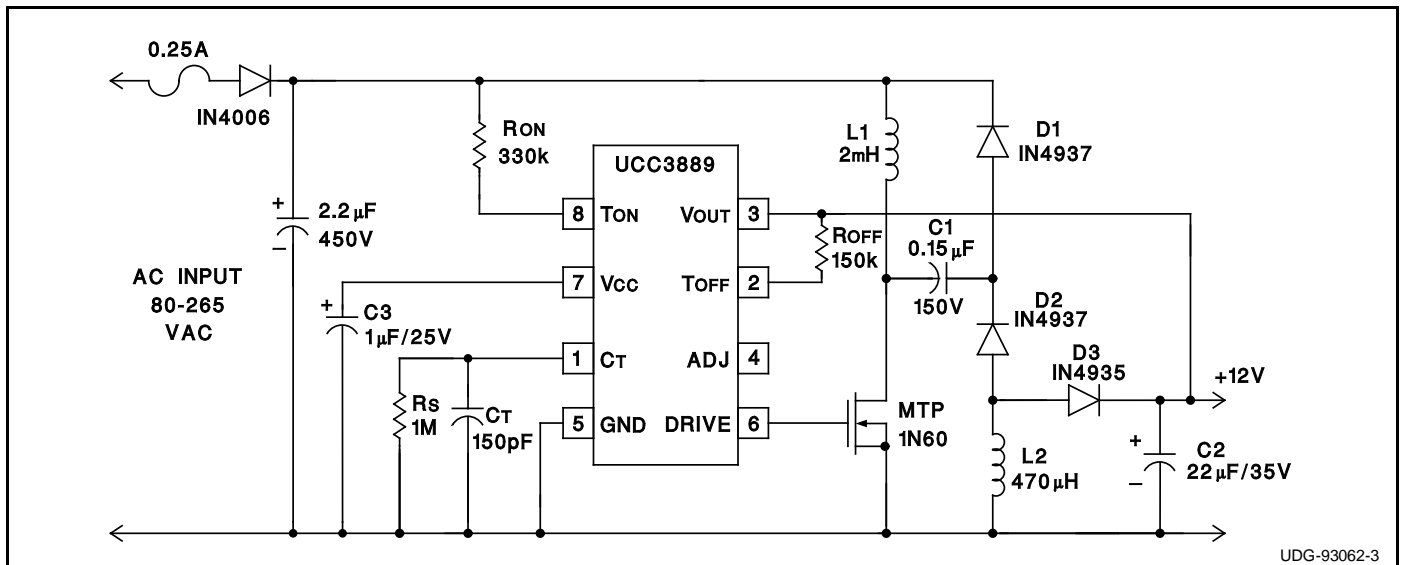 0.25A
IN4006
RON
330k
UCC3889
L1
2mH
D1
IN4937
+
2.2µF
450V
–
8 TON
VOUT 3
ROFF
150k
C1
0.15µF
150V
AC INPUT
80-265
VAC
7 VCC
TOFF 2
+
C3
1µF/25V
D2
IN4937
1 CT
ADJ 4
D3
IN4935
+12V
RS
1M
CT
150pF
5 GND
DRIVE 6
MTP
1N60
L2
470µH
+
C2
22µF/35V
–
UDG-93062-3